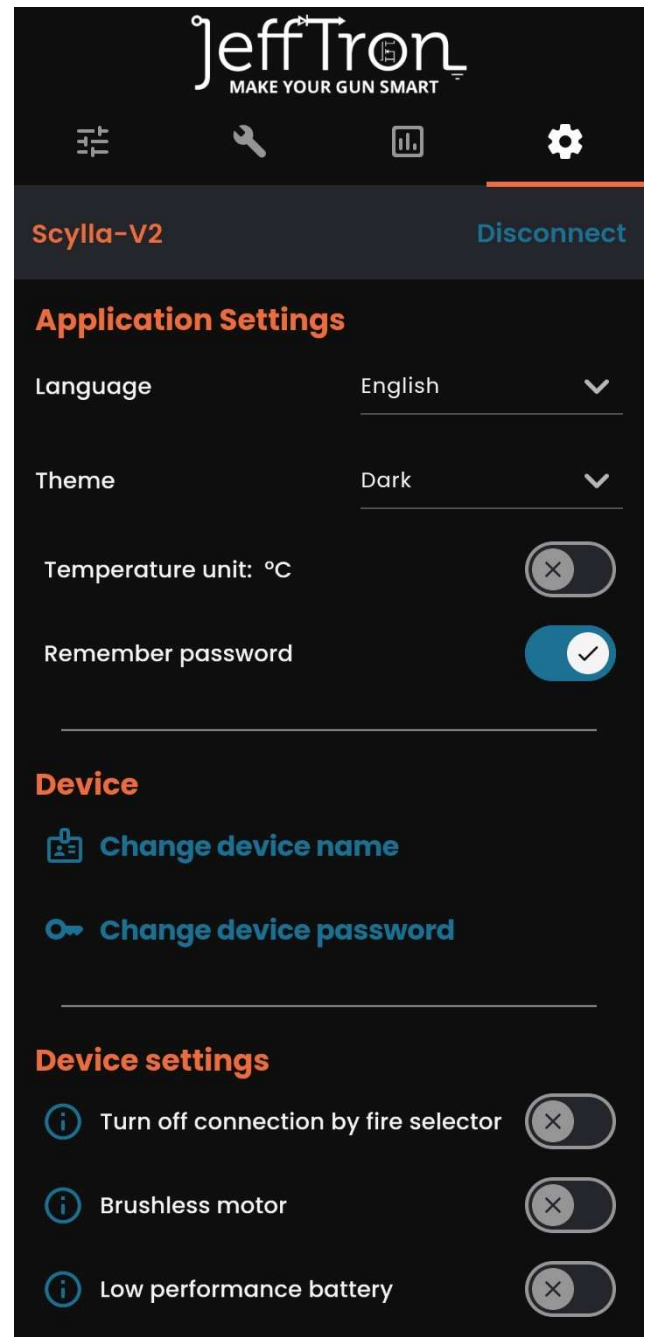 JeffTron
MAKE YOUR GUN SMART
Scylla-V2 Disconnect
Application Settings
Language English
Theme Dark
Temperature unit: °C
Remember password
Device
Change device name
Change device password
Device settings
Turn off connection by fire selector
Brushless motor
Low performance battery